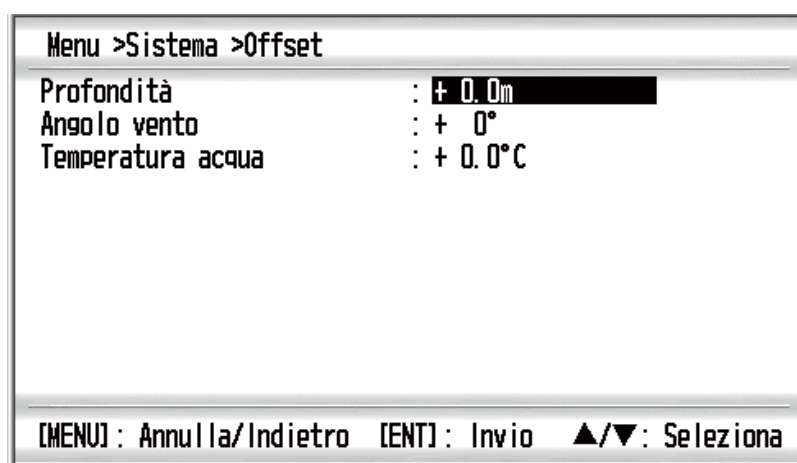 Menu >Sistema >Offset
Profondità : + 0.0m
Angolo vento : + 0°
Temperatura acqua : + 0.0°C
[MENU]: Annulla/Indietro [ENT]: Invio ▲/▼: Seleziona